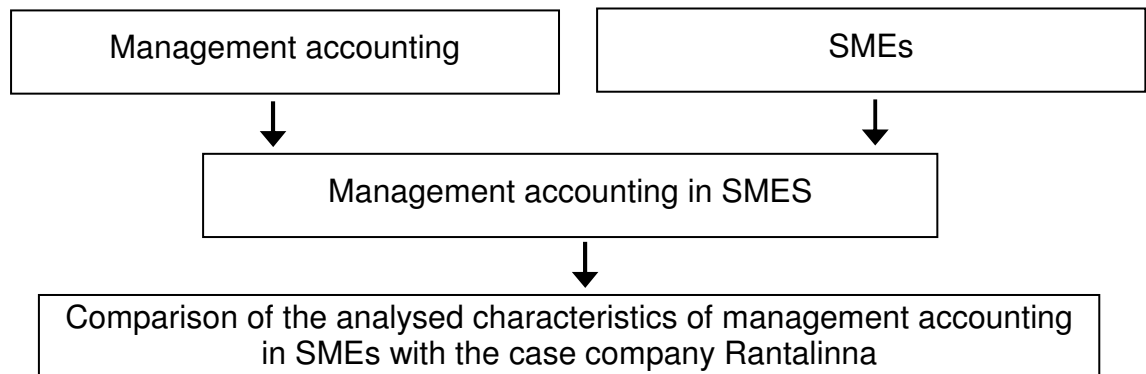 Management accounting
SMEs
Management accounting in SMES
Comparison of the analysed characteristics of management accounting
in SMEs with the case company Rantalinna